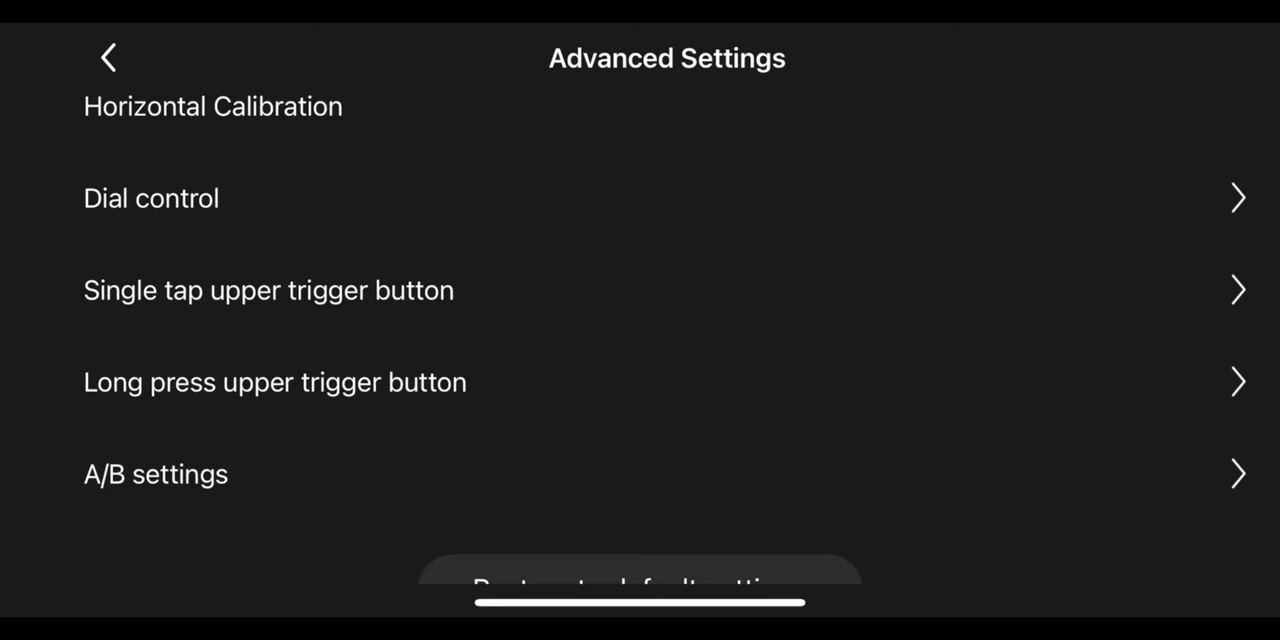 Advanced Settings
Horizontal Calibration
Dial control
Single tap upper trigger button
Long press upper trigger button
A/B settings